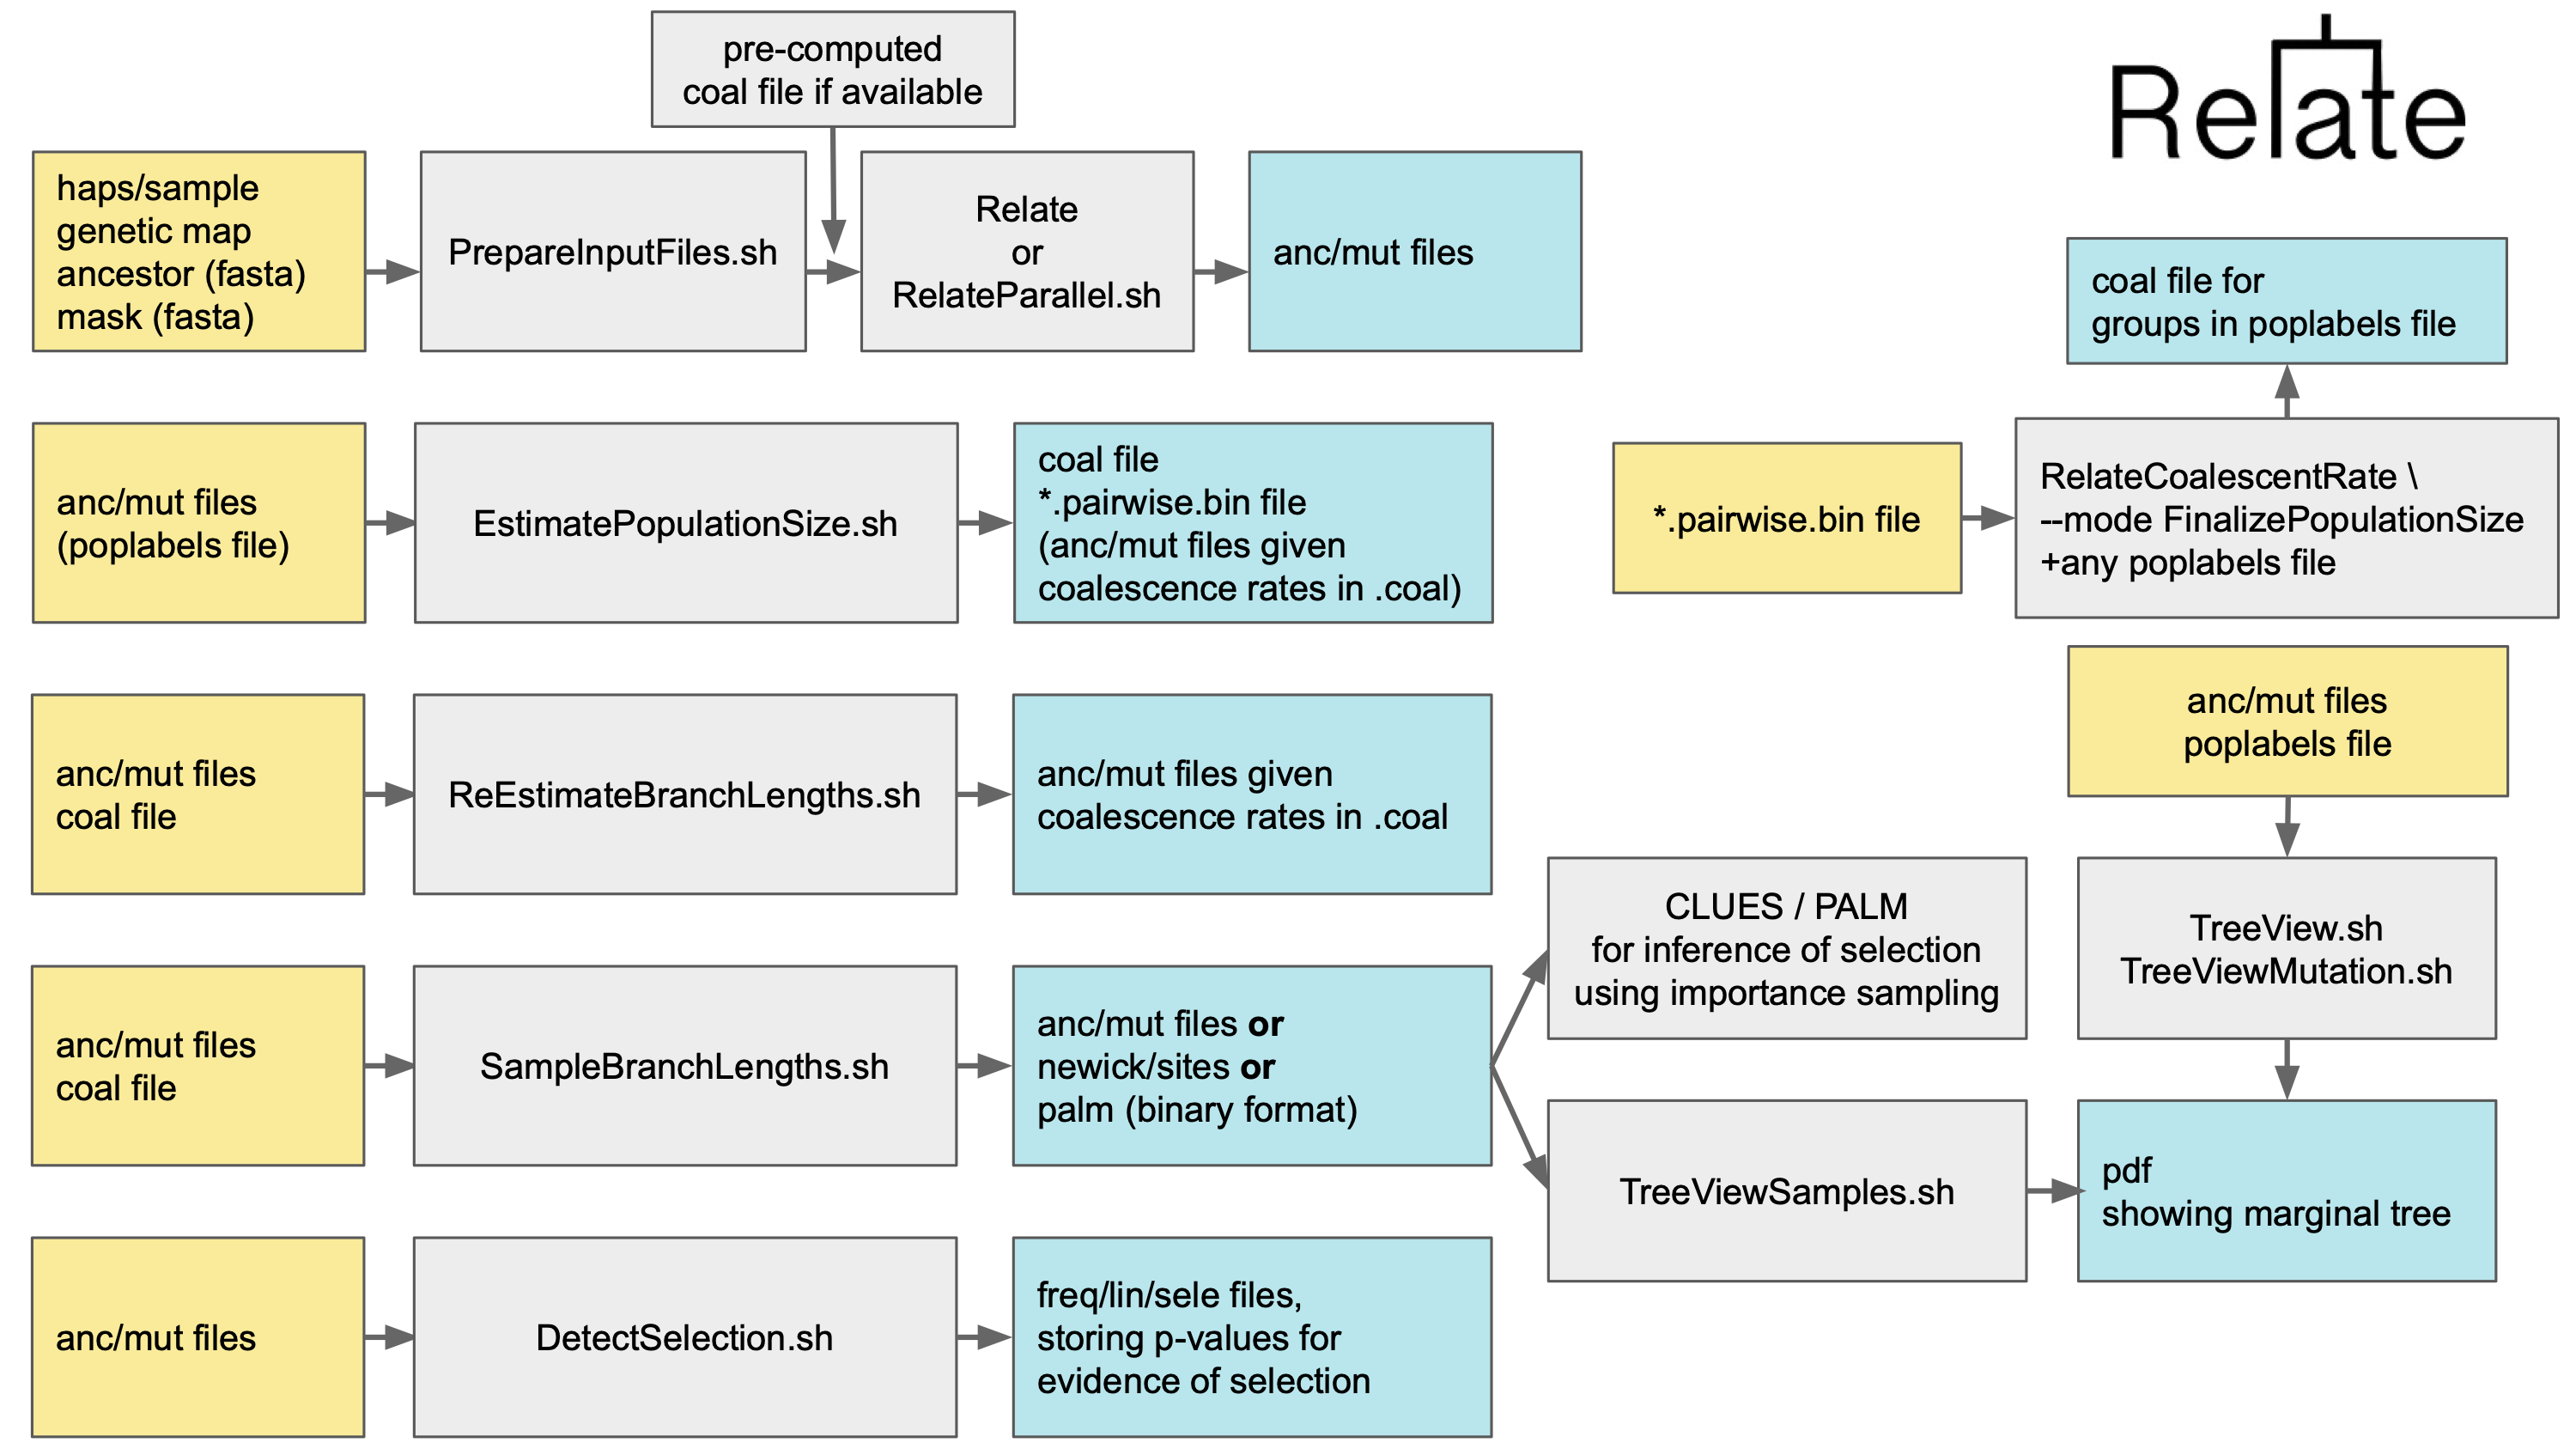 pre-computed
coal file if available
Relate
haps/sample
genetic map
ancestor (fasta)
mask (fasta)
PrepareInputFiles.sh
Relate
or
RelateParallel.sh
anc/mut files
coal file for
groups in poplabels file
anc/mut files
(poplabels file)
EstimatePopulationSize.sh
coal file
*.pairwise.bin file
(anc/mut files given
coalescence rates in .coal)
*.pairwise.bin file
RelateCoalescentRate \
--mode FinalizePopulationSize
+any poplabels file
anc/mut files
coal file
ReEstimateBranchLengths.sh
anc/mut files given
coalescence rates in .coal
anc/mut files
poplabels file
TreeView.sh
TreeViewMutation.sh
anc/mut files
coal file
SampleBranchLengths.sh
anc/mut files or
newick/sites or
palm (binary format)
CLUES / PALM
for inference of selection
using importance sampling
TreeViewSamples.sh
pdf
showing marginal tree
anc/mut files
DetectSelection.sh
freq/lin/sele files,
storing p-values for
evidence of selection